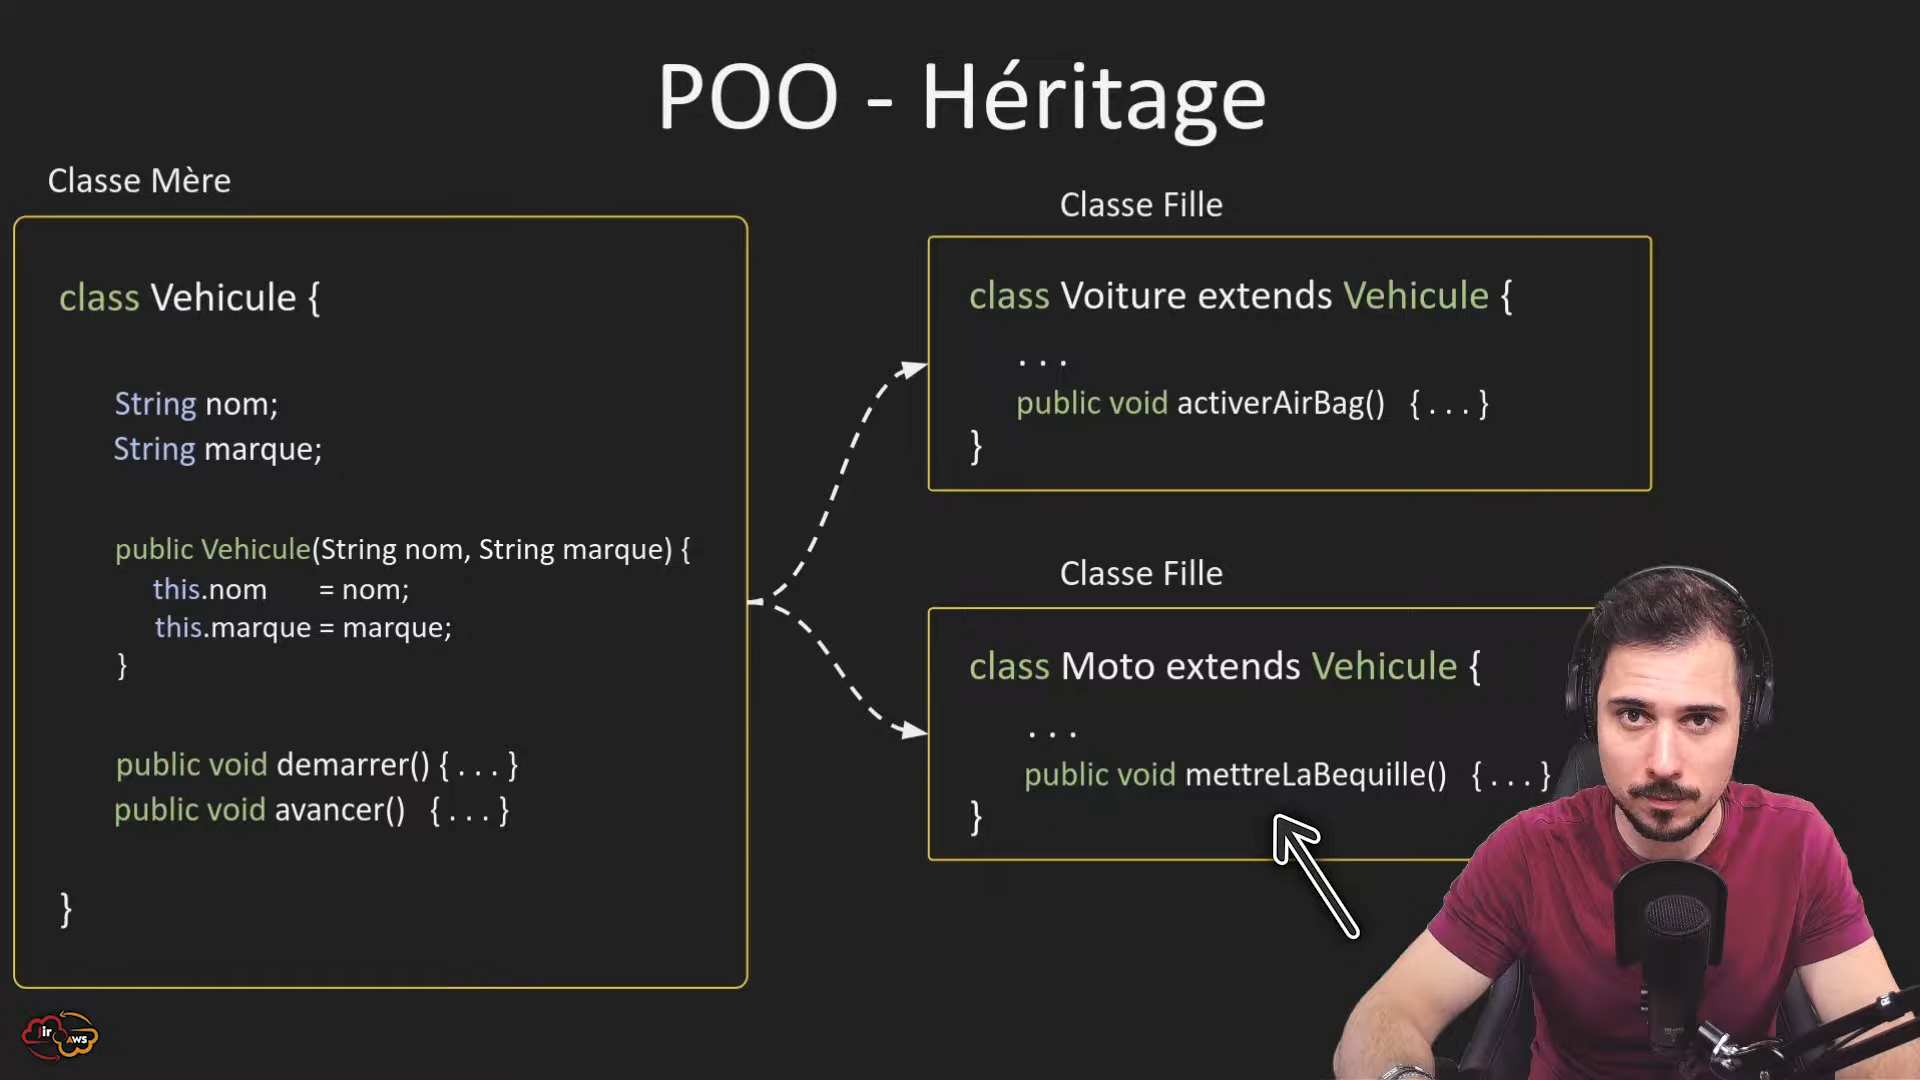 POO - Héritage
Classe Mère
class Vehicule {
String nom;
String marque;
public Vehicule(String nom, String marque) {
this.nom = nom;
this.marque = marque;
}
public void demarrer() { . . . }
public void avancer() { . . . }
}
Classe Fille
class Voiture extends Vehicule {
. . .
public void activerAirBag() { . . . }
}
Classe Fille
class Moto extends Vehicule {
. . .
public void mettreLaBequille() { . . . }
}
Jir
AWS